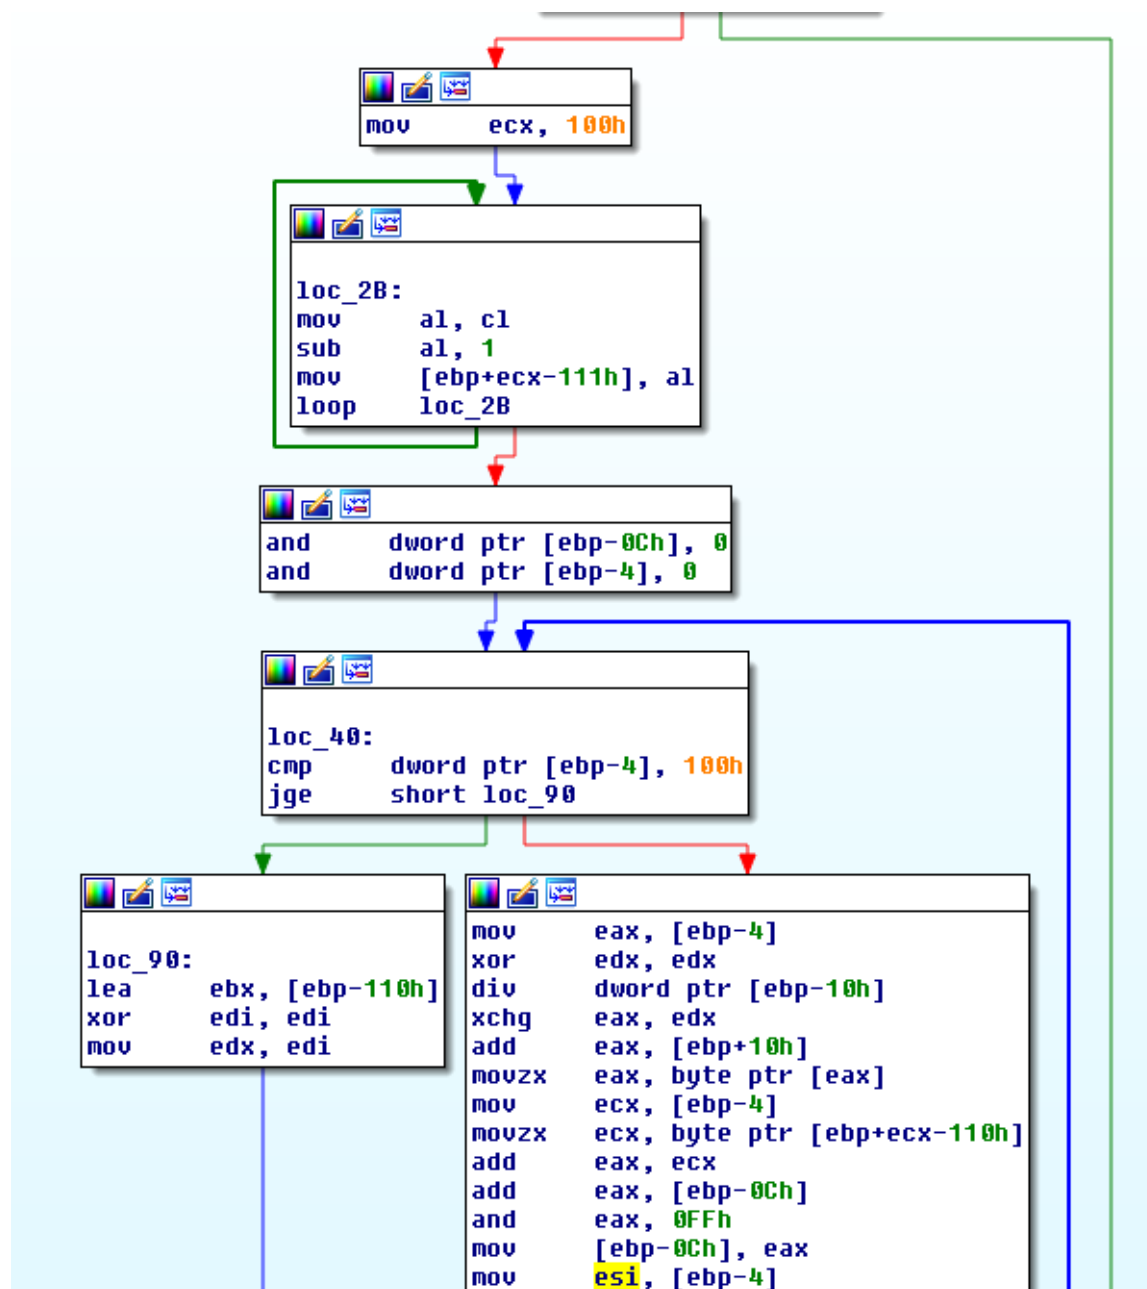 mov ecx, 100h
loc_2B:
mov al, cl
sub al, 1
mov [ebp+ecx-111h], al
loop loc_2B
and dword ptr [ebp-0Ch], 0
and dword ptr [ebp-4], 0
loc_40:
cmp dword ptr [ebp-4], 100h
jge short loc_90
loc_90:
lea ebx, [ebp-110h]
xor edi, edi
mov edx, edi
mov eax, [ebp-4]
xor edx, edx
div dword ptr [ebp-10h]
xchg eax, edx
add eax, [ebp+10h]
movzx eax, byte ptr [eax]
mov ecx, [ebp-4]
movzx ecx, byte ptr [ebp+ecx-110h]
add eax, ecx
add eax, [ebp-0Ch]
and eax, 0FFh
mov [ebp-0Ch], eax
mov esi, [ebp-4]